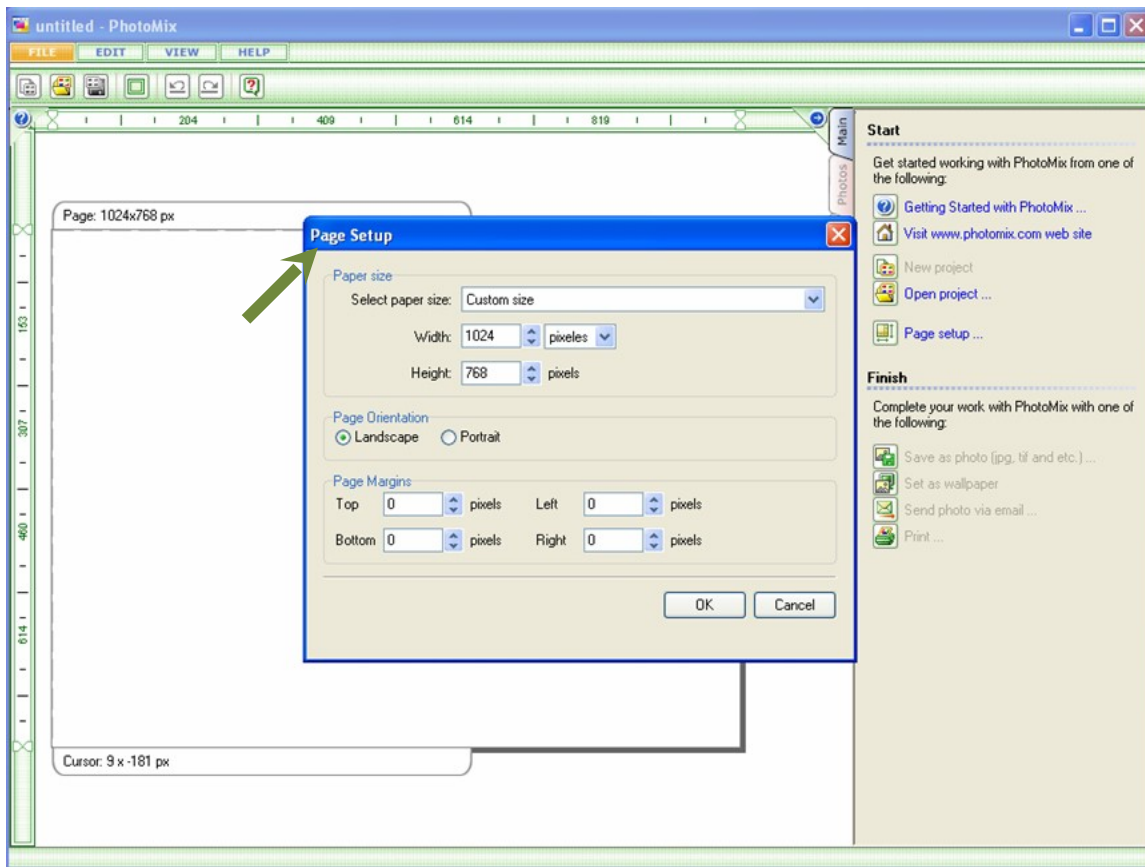 untitled - PhotoMix
FILE EDIT VIEW HELP
204 409 614 819
Main
Photos
153
307
460
614
Page: 1024x768 px
Page Setup
Paper size
Select paper size: Custom size
Width: 1024 pixeles
Height: 768 pixels
Page Orientation
Landscape Portrait
Page Margins
Top 0 pixels Left 0 pixels
Bottom 0 pixels Right 0 pixels
OK Cancel
Cursor: 9 x -181 px
Start
Get started working with PhotoMix from one of
the following:
Getting Started with PhotoMix ...
Visit www.photomix.com web site
New project
Open project ...
Page setup ...
Finish
Complete your work with PhotoMix with one of
the following:
Save as photo (jpg, tif and etc.) ...
Set as wallpaper
Send photo via email ...
Print ...